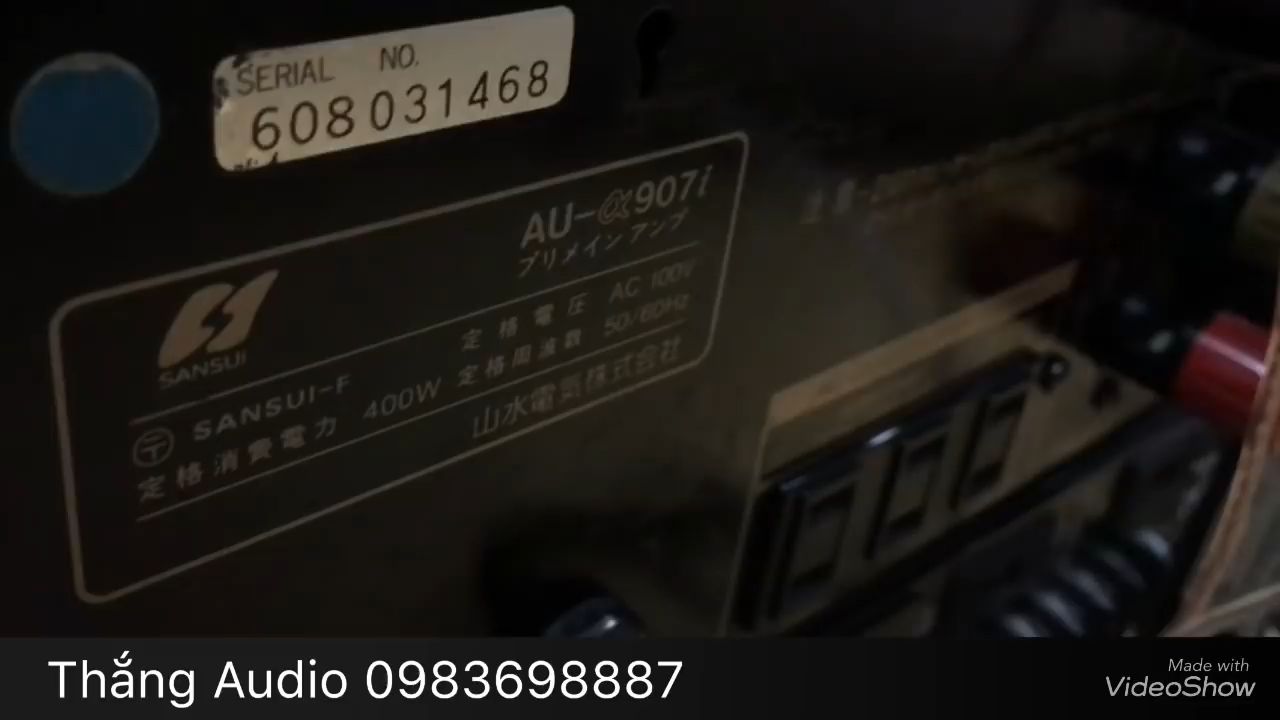 SERIAL NO.
608031468
AU-α907i
プリメインアンプ
SANSUI
〒 SANSUI-F
定格電圧 AC 100V
定格消費電力 400W 定格周波数 50/60Hz
山水電気株式会社
Thắng Audio 0983698887
Made with
VideoShow